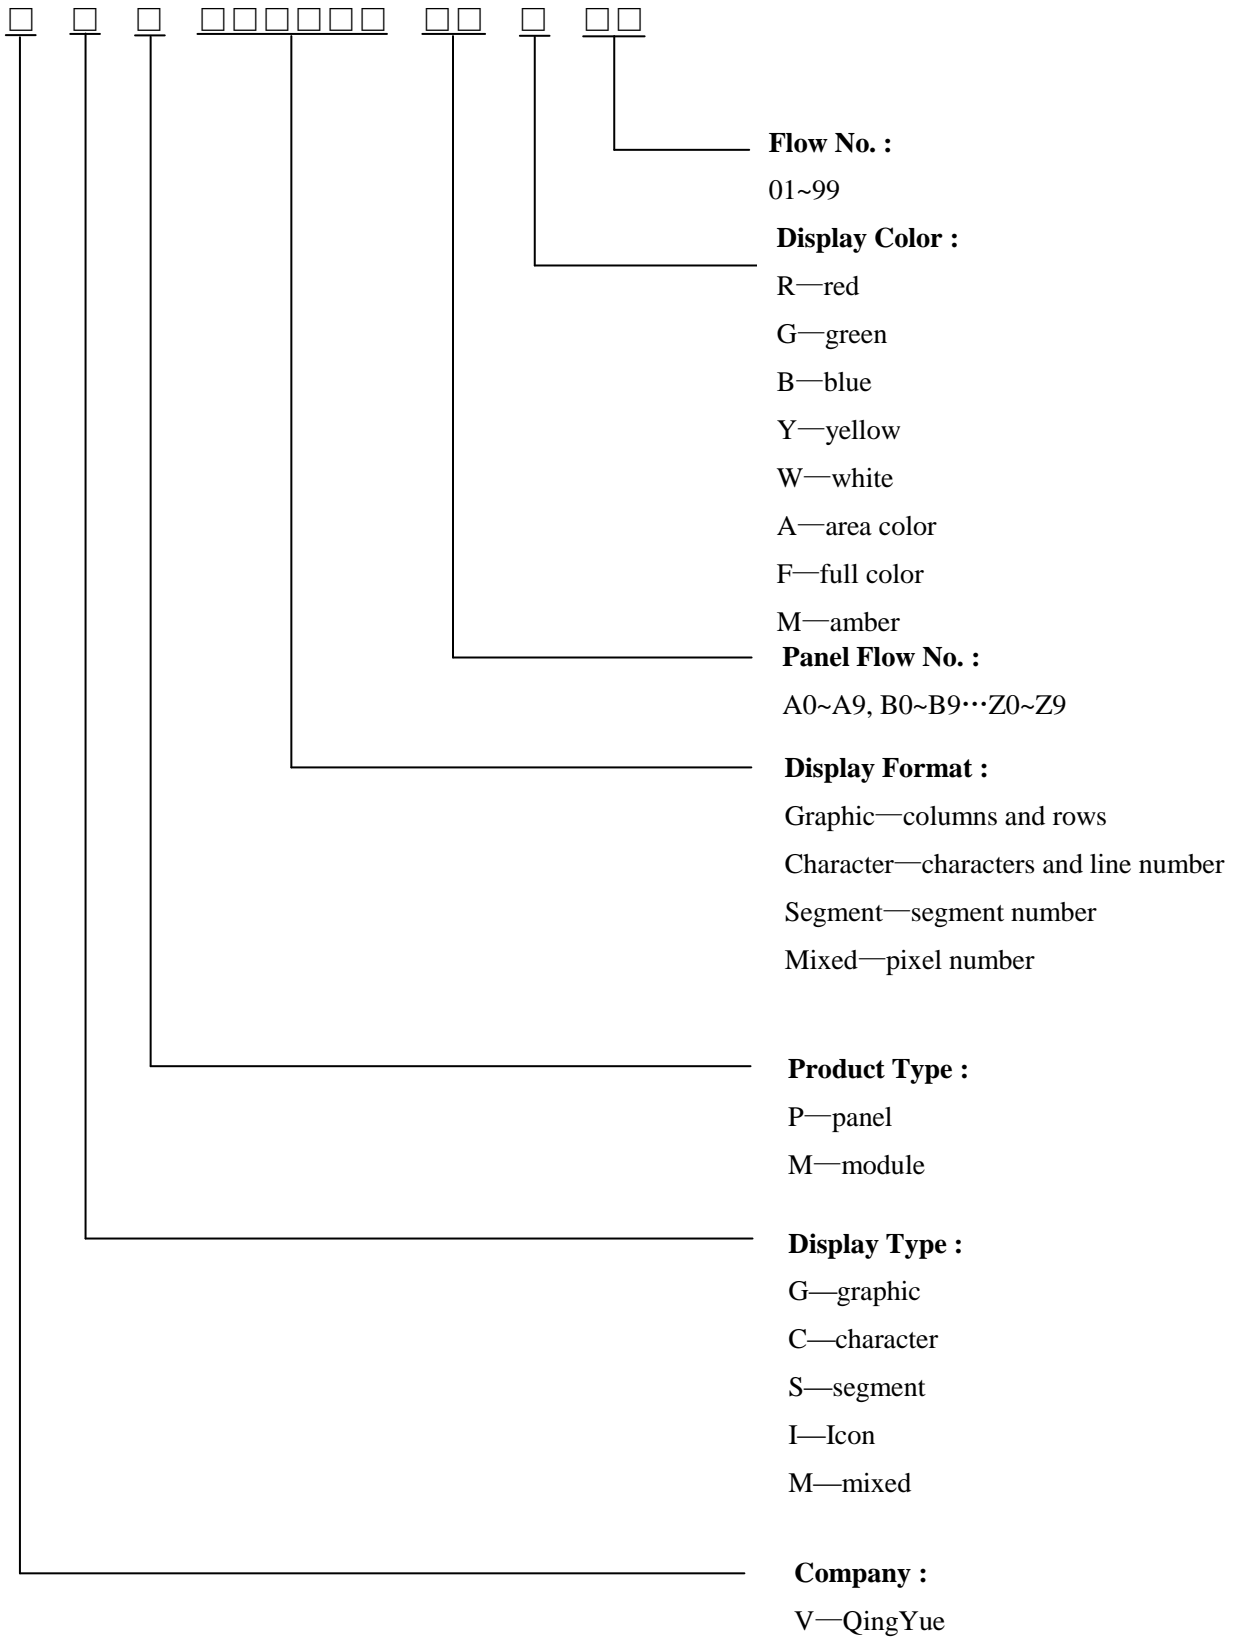 □ □ □ □□□□□□ □□ □ □□
Flow No. :
01~99
Display Color :
R—red
G—green
B—blue
Y—yellow
W—white
A—area color
F—full color
M—amber
Panel Flow No. :
A0~A9, B0~B9⋯Z0~Z9
Display Format :
Graphic—columns and rows
Character—characters and line number
Segment—segment number
Mixed—pixel number
Product Type :
P—panel
M—module
Display Type :
G—graphic
C—character
S—segment
I—Icon
M—mixed
Company :
V—QingYue